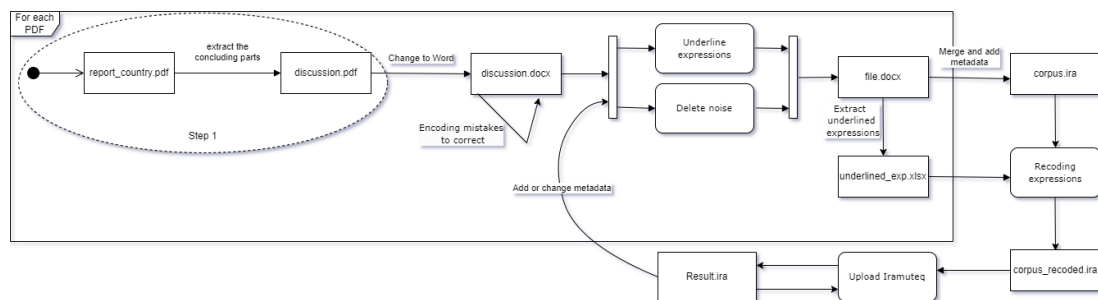 For each
PDF
extract the
concluding parts
report_country.pdf
discussion.pdf
Step 1
Change to Word
discussion.docx
Encoding mistakes
to correct
Underline
expressions
Delete noise
file.docx
Extract
underlined
expressions
underlined_exp.xlsx
Merge and add
metadata
corpus.ira
Recoding
expressions
corpus_recoded.ira
Upload Iramuteq
Result.ira
Add or change metadata